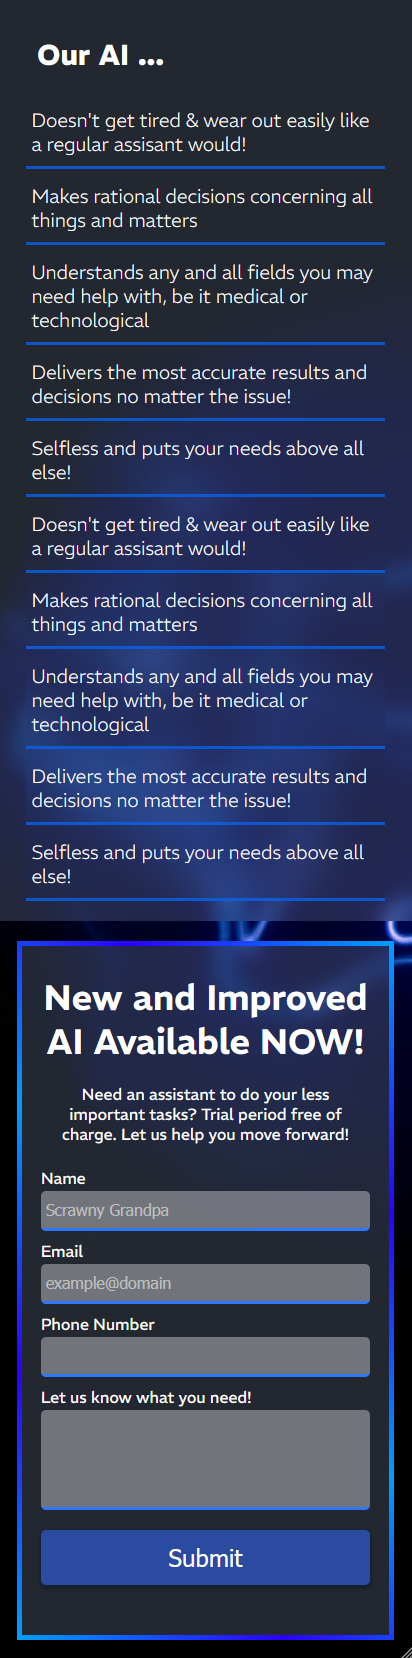 Our AI ...
Doesn't get tired & wear out easily like
a regular assisant would!
Makes rational decisions concerning all
things and matters
Understands any and all fields you may
need help with, be it medical or
technological
Delivers the most accurate results and
decisions no matter the issue!
Selfless and puts your needs above all
else!
Doesn't get tired & wear out easily like
a regular assisant would!
Makes rational decisions concerning all
things and matters
Understands any and all fields you may
need help with, be it medical or
technological
Delivers the most accurate results and
decisions no matter the issue!
Selfless and puts your needs above all
else!
New and Improved
AI Available NOW!
Need an assistant to do your less
important tasks? Trial period free of
charge. Let us help you move forward!
Name
Scrawny Grandpa
Email
example@domain
Phone Number
Let us know what you need!
Submit